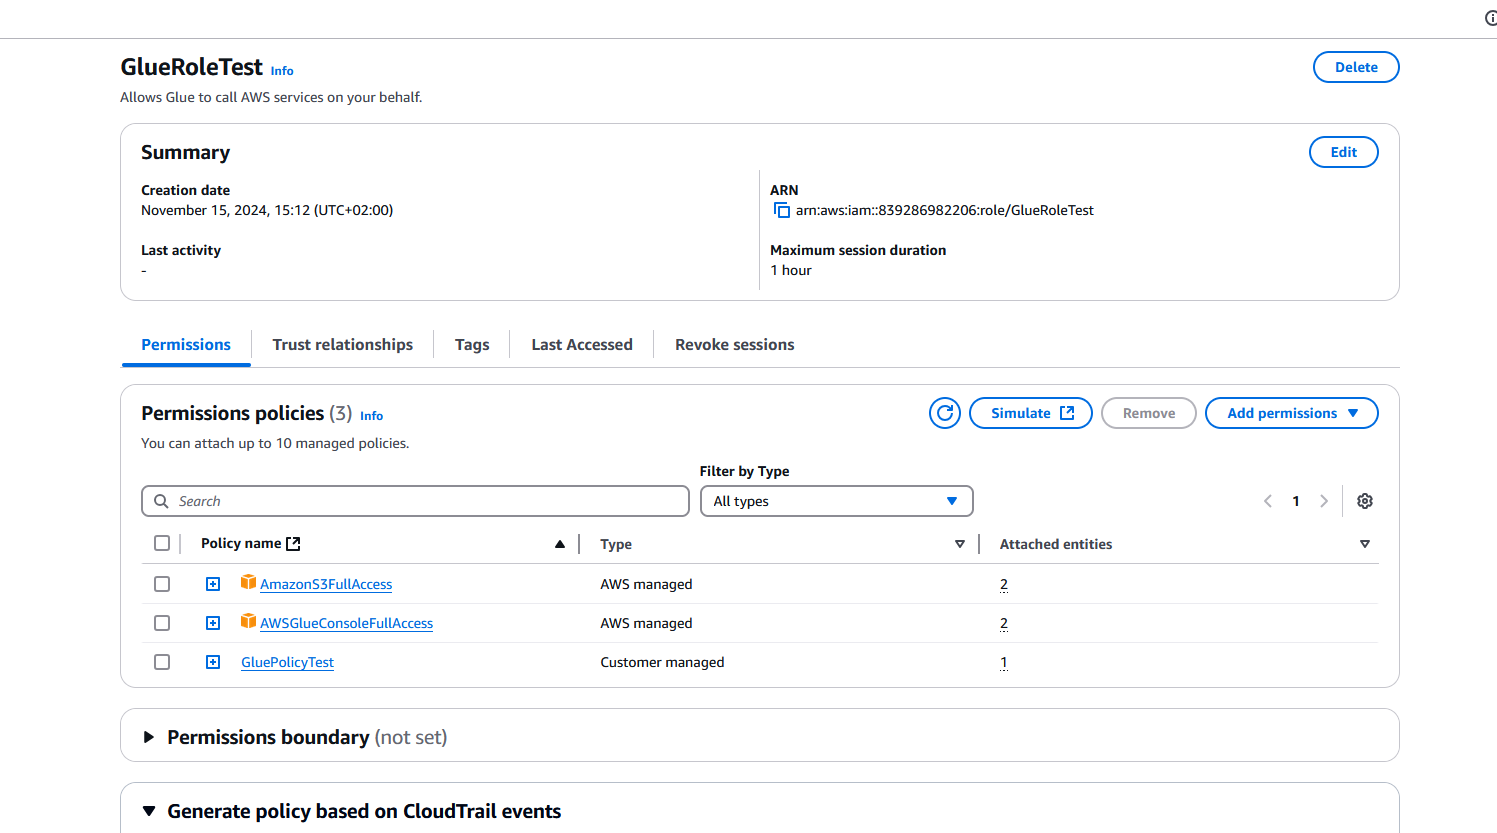 GlueRoleTest Info
Delete
Allows Glue to call AWS services on your behalf.
Summary
Edit
Creation date
November 15, 2024, 15:12 (UTC+02:00)
ARN
arn:aws:iam::839286982206:role/GlueRoleTest
Last activity
-
Maximum session duration
1 hour
Permissions
Trust relationships
Tags
Last Accessed
Revoke sessions
Permissions policies (3) Info
Simulate
Remove
Add permissions
You can attach up to 10 managed policies.
Filter by Type
Search
All types
1
Policy name
Type
Attached entities
AmazonS3FullAccess
AWS managed
2
AWSGlueConsoleFullAccess
AWS managed
2
GluePolicyTest
Customer managed
1
Permissions boundary (not set)
Generate policy based on CloudTrail events